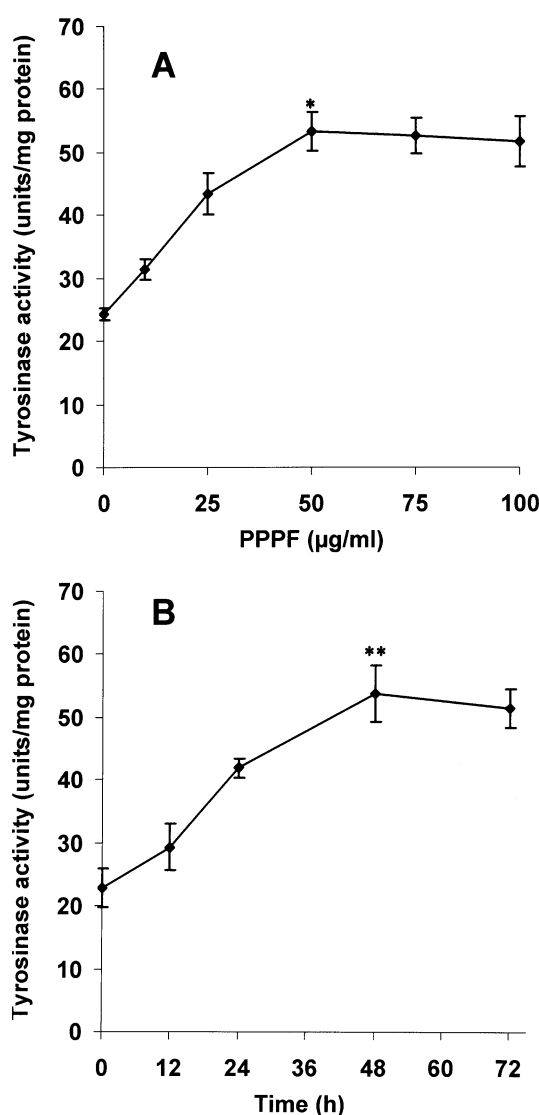 A
Tyrosinase activity (units/mg protein)
70
60
50
40
30
20
10
0
*
0 25 50 75 100
PPPF (µg/ml)
B
Tyrosinase activity (units/mg protein)
70
60
50
40
30
20
10
0
**
0 12 24 36 48 60 72
Time (h)